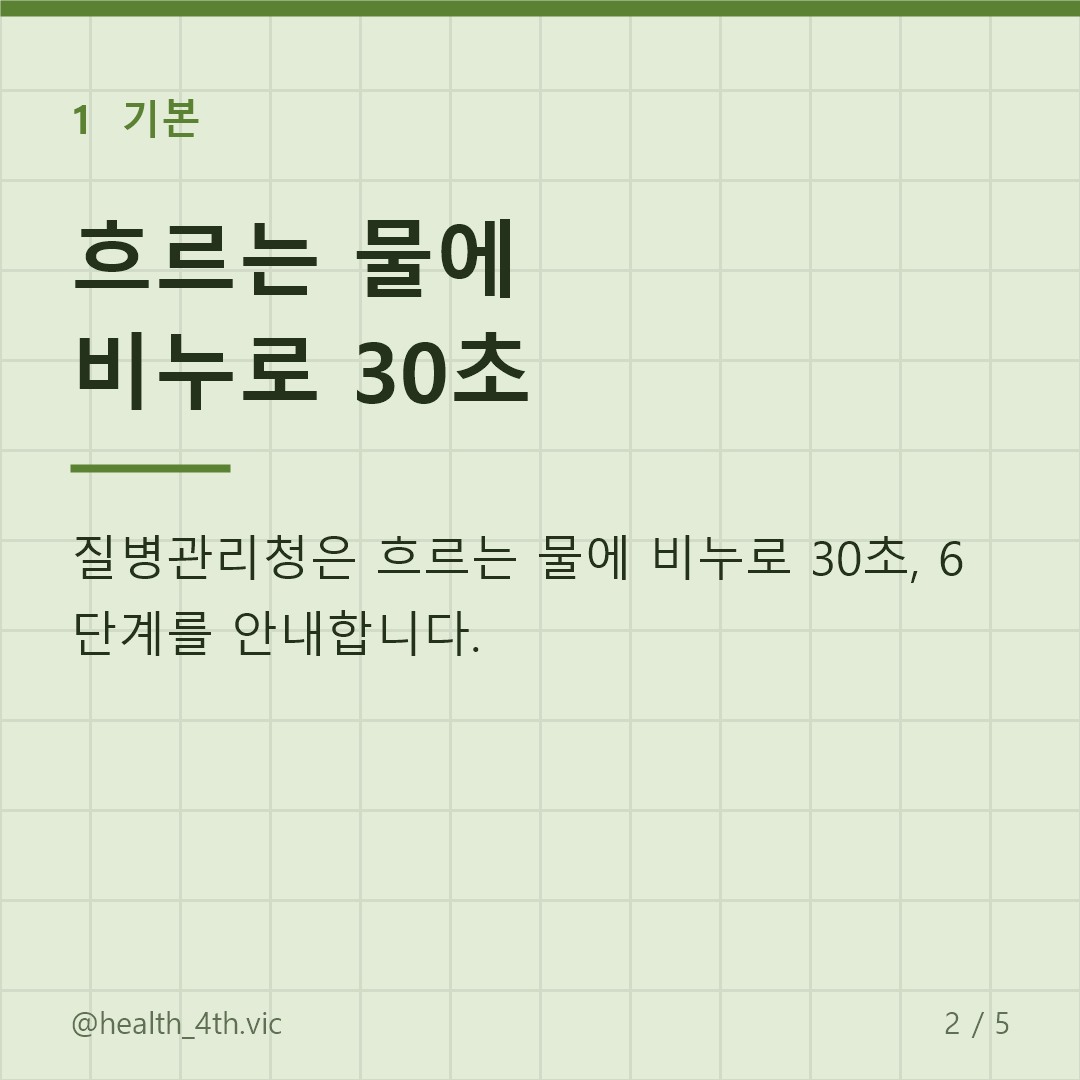 1 기본
흐르는 물에
비누로 30초
질병관리청은 흐르는 물에 비누로 30초, 6
단계를 안내합니다.
@health_4th.vic
2 / 5